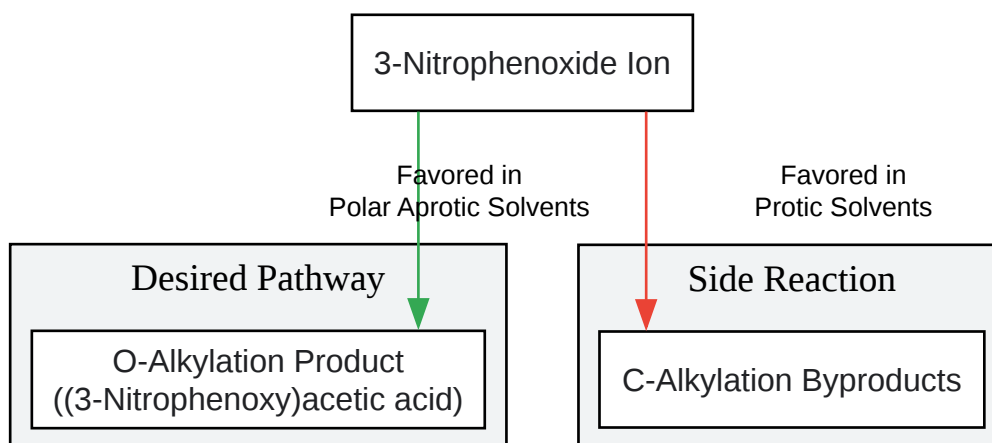 3-Nitrophenoxide Ion
Favored in
Polar Aprotic Solvents
Favored in
Protic Solvents
Desired Pathway
O-Alkylation Product
((3-Nitrophenoxy)acetic acid)
Side Reaction
C-Alkylation Byproducts